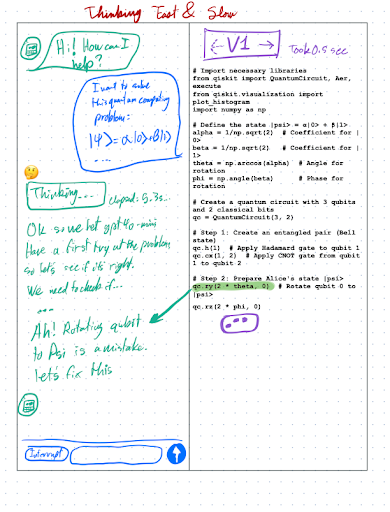 Thinking Fast & Slow
Hi! How can I
help?
I want to solve
this quantum computing
problem:
|Ψ⟩=α|0⟩+β|1⟩
....
Thinking...
elapsed: 5.3s...
Ok so we let gpt4o-mini
Have a first try at the problem,
so let's see if it's right.
We need to check if...
...
Ah! Rotating qubit
to Psi is a mistake.
let's fix this
Interrupt
← V1 →
Took 0.5 sec
# Import necessary libraries
from qiskit import QuantumCircuit, Aer,
execute
from qiskit.visualization import
plot_histogram
import numpy as np
# Define the state |psi> = α|0> + β|1>
alpha = 1/np.sqrt(2)  # Coefficient for |
0>
beta = 1/np.sqrt(2)   # Coefficient for |
1>
theta = np.arccos(alpha)  # Angle for
rotation
phi = np.angle(beta)      # Phase for
rotation
# Create a quantum circuit with 3 qubits
and 2 classical bits
qc = QuantumCircuit(3, 2)
# Step 1: Create an entangled pair (Bell
state)
qc.h(1)  # Apply Hadamard gate to qubit 1
qc.cx(1, 2)  # Apply CNOT gate from qubit
1 to qubit 2
# Step 2: Prepare Alice's state |psi>
qc.ry(2 * theta, 0)  # Rotate qubit 0 to
|psi>
qc.rz(2 * phi, 0)
...